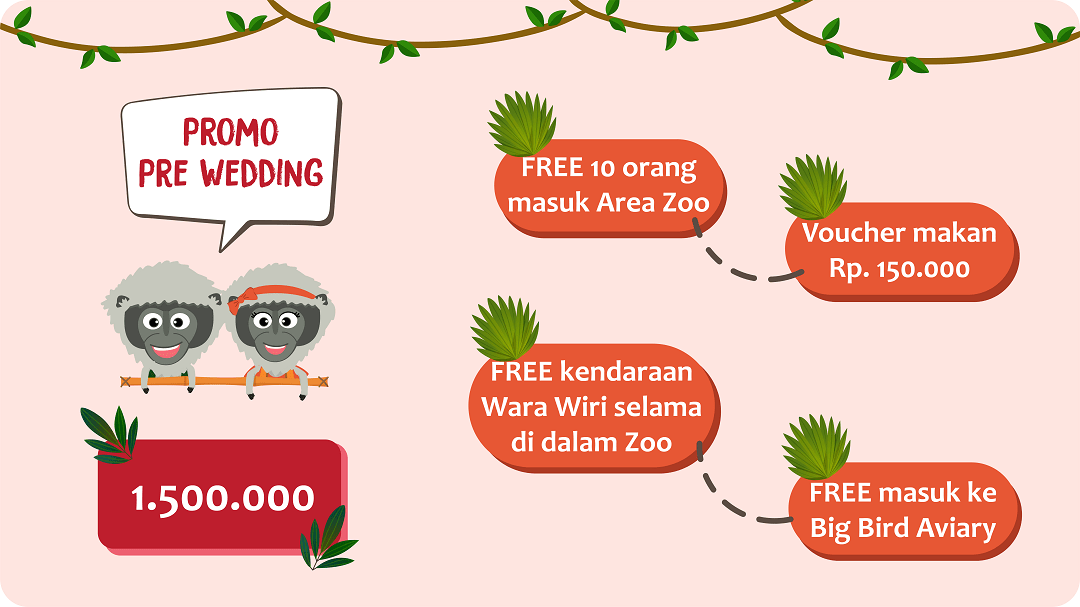 PROMO
PRE WEDDING
1.500.000
FREE 10 orang
masuk Area Zoo
Voucher makan
Rp. 150.000
FREE kendaraan
Wara Wiri selama
di dalam Zoo
FREE masuk ke
Big Bird Aviary